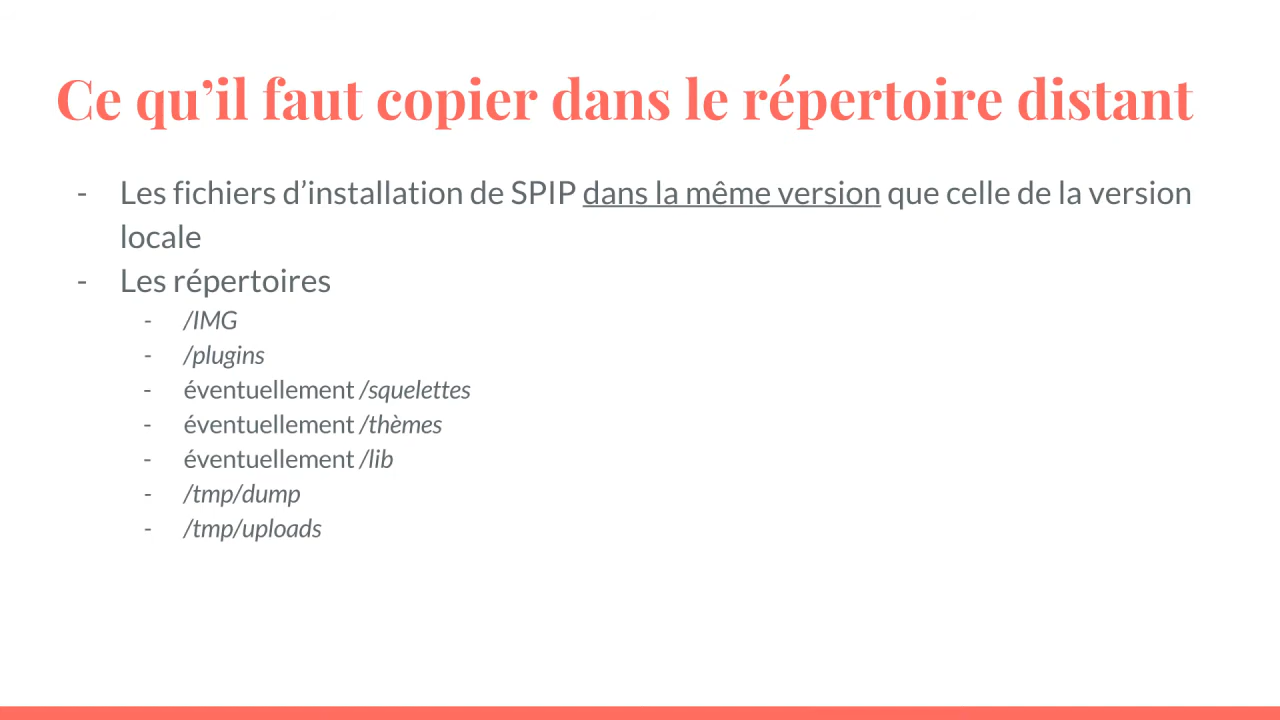 Ce qu’il faut copier dans le répertoire distant
- Les fichiers d’installation de SPIP dans la même version que celle de la version
locale
- Les répertoires
- /IMG
- /plugins
- éventuellement /squelettes
- éventuellement /thèmes
- éventuellement /lib
- /tmp/dump
- /tmp/uploads